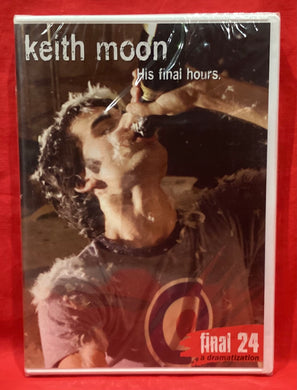 keith moon
His final hours.
final 24
a dramatization